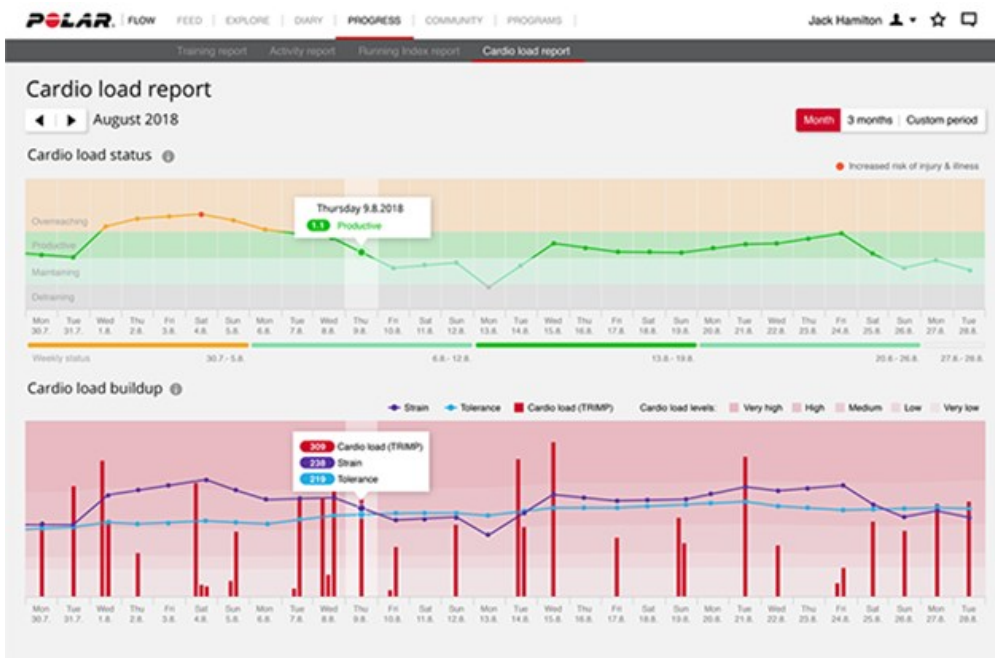 POLAR. FLOW FEED EXPLORE DIARY PROGRESS COMMUNITY PROGRAMS Jack Hamilton
Training report Activity report Running Index report Cardio load report
Cardio load report
August 2018 Month 3 months Custom period
Cardio load status
Increased risk of injury & illness
Thursday 9.8.2018
1.1 Productive
Overreaching
Productive
Maintaining
Detraining
Mon Tue Wed Thu Fri Sat Sun Mon Tue Wed Thu Fri Sat Sun Mon Tue Wed Thu Fri Sat Sun Mon Tue Wed Thu Fri Sat Sun Mon Tue
30.7. 31.7. 1.8. 2.8. 3.8. 4.8. 5.8. 6.8. 7.8. 8.8. 9.8. 10.8. 11.8. 12.8. 13.8. 14.8. 15.8. 16.8. 17.8. 18.8. 19.8. 20.8. 21.8. 22.8. 23.8. 24.8. 25.8. 26.8. 27.8. 28.8.
Weekly status 30.7.- 5.8. 6.8.- 12.8. 13.8.- 19.8. 20.8.- 26.8. 27.8.- 28.8.
Cardio load buildup
Strain Tolerance Cardio load (TRIMP) Cardio load levels: Very high High Medium Low Very low
309 Cardio load (TRIMP)
238 Strain
219 Tolerance
Mon Tue Wed Thu Fri Sat Sun Mon Tue Wed Thu Fri Sat Sun Mon Tue Wed Thu Fri Sat Sun Mon Tue Wed Thu Fri Sat Sun Mon Tue
30.7. 31.7. 1.8. 2.8. 3.8. 4.8. 5.8. 6.8. 7.8. 8.8. 9.8. 10.8. 11.8. 12.8. 13.8. 14.8. 15.8. 16.8. 17.8. 18.8. 19.8. 20.8. 21.8. 22.8. 23.8. 24.8. 25.8. 26.8. 27.8. 28.8.